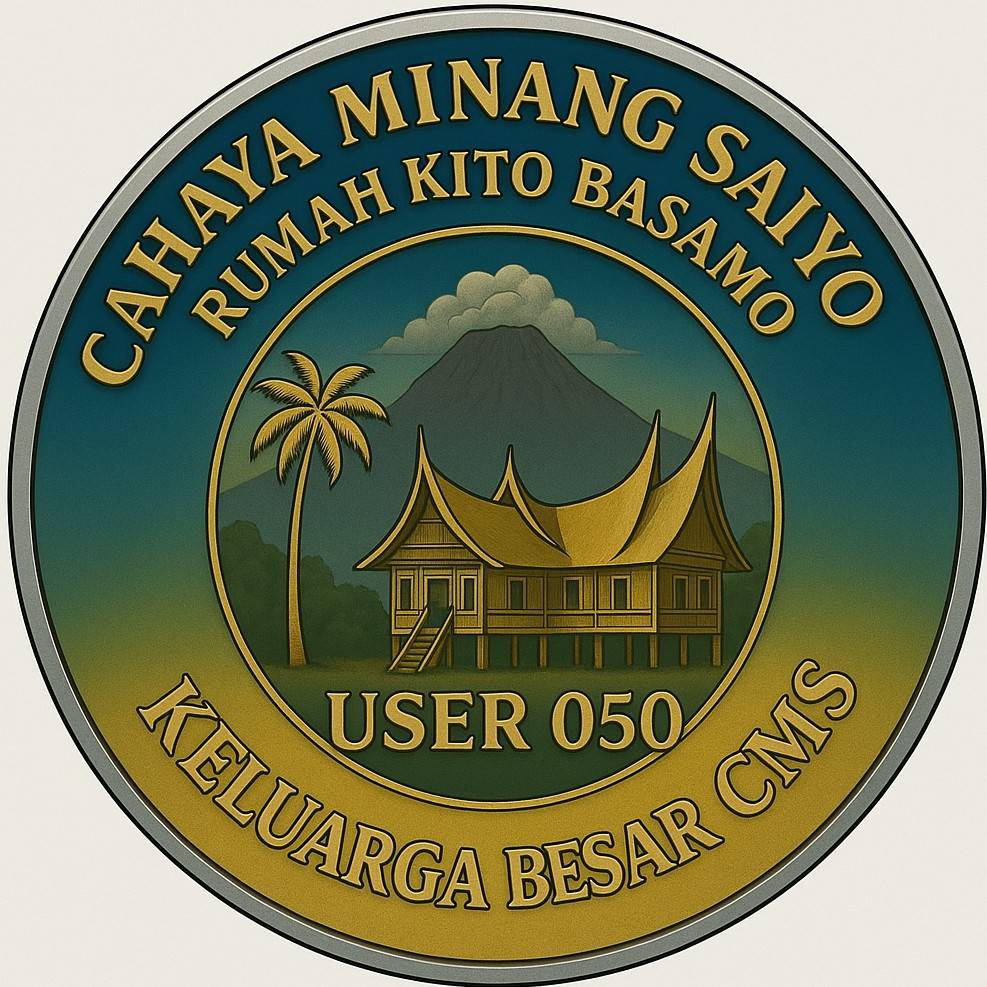 CAHAYA MINANG SAIYO
RUMAH KITO BASAMO
USER 050
KELUARGA BESAR CMS